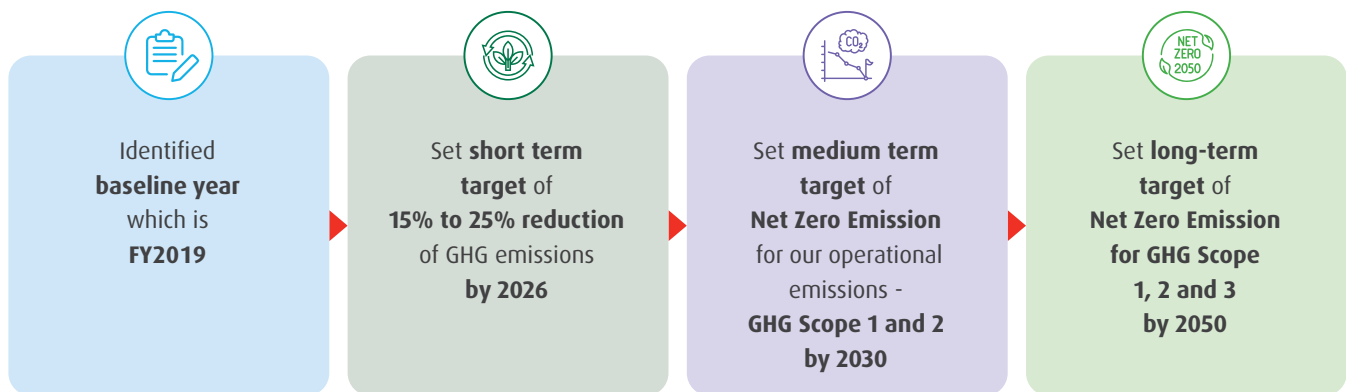 Identified
baseline year
which is
FY2019
Set short term
target of
15% to 25% reduction
of GHG emissions
by 2026
CO₂
Set medium term
target of
Net Zero Emission
for our operational
emissions -
GHG Scope 1 and 2
by 2030
NET
ZERO
2050
Set long-term
target of
Net Zero Emission
for GHG Scope
1, 2 and 3
by 2050